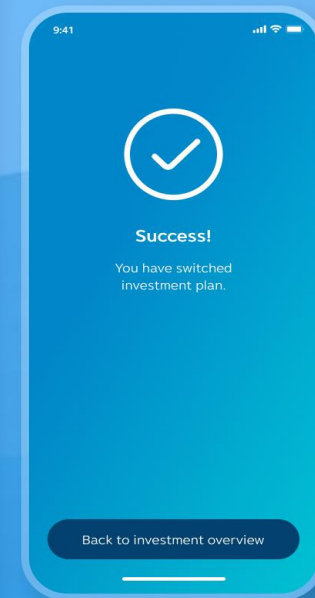 9:41
Success!
You have switched
investment plan.
Back to investment overview